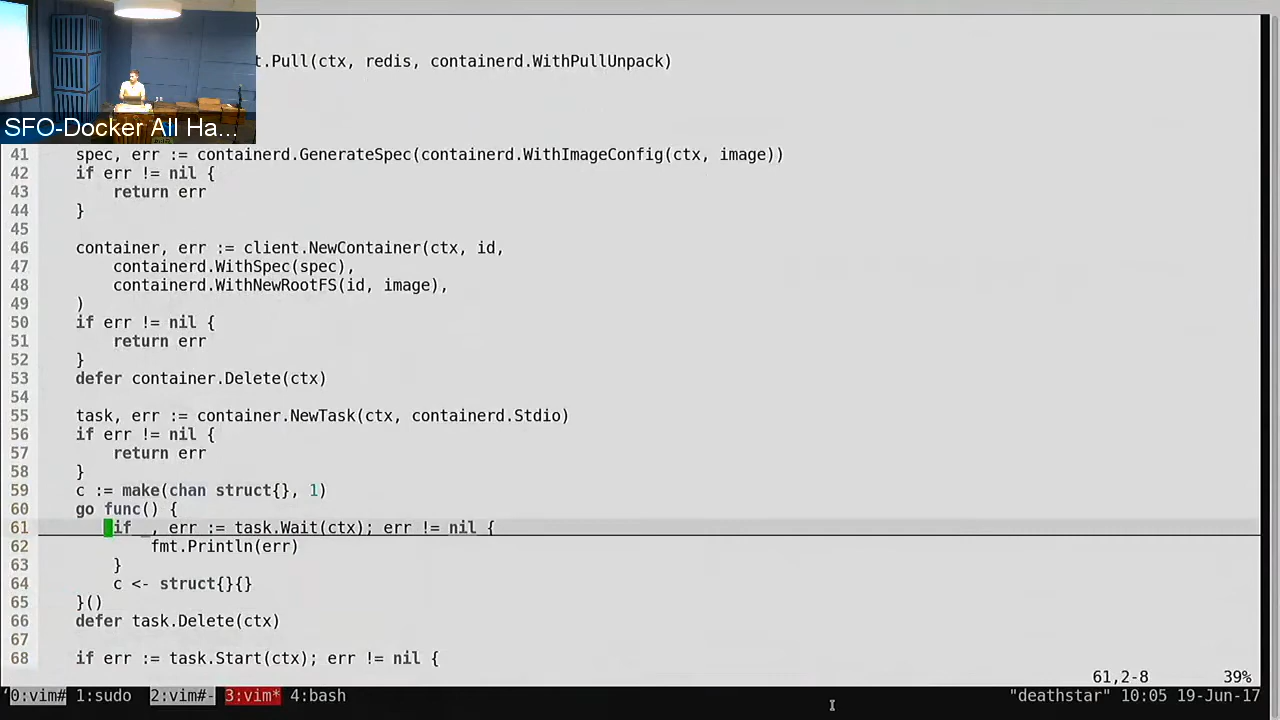 )
t.Pull(ctx, redis, containerd.WithPullUnpack)
SFO-Docker All Ha...
41 spec, err := containerd.GenerateSpec(containerd.WithImageConfig(ctx, image))
42 if err != nil {
43 return err
44 }
45
46 container, err := client.NewContainer(ctx, id,
47 containerd.WithSpec(spec),
48 containerd.WithNewRootFS(id, image),
49 )
50 if err != nil {
51 return err
52 }
53 defer container.Delete(ctx)
54
55 task, err := container.NewTask(ctx, containerd.Stdio)
56 if err != nil {
57 return err
58 }
59 c := make(chan struct{}, 1)
60 go func() {
61 if _, err := task.Wait(ctx); err != nil {
62 fmt.Println(err)
63 }
64 c <- struct{}{}
65 }()
66 defer task.Delete(ctx)
67
68 if err := task.Start(ctx); err != nil {
61,2-8 39%
0:vim# 1:sudo 2:vim#- 3:vim* 4:bash "deathstar" 10:05 19-Jun-17